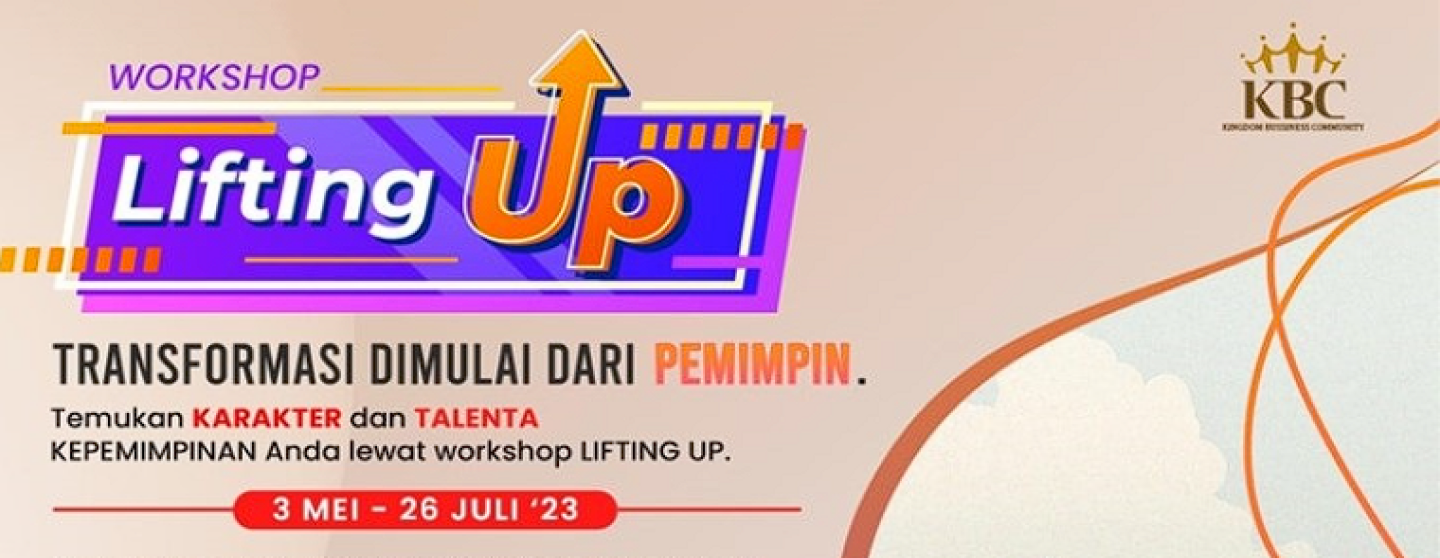 WORKSHOP
Lifting Up
KBC
KINGDOM BUSSINESS COMMUNITY
TRANSFORMASI DIMULAI DARI PEMIMPIN.
Temukan KARAKTER dan TALENTA
KEPEMIMPINAN Anda lewat workshop LIFTING UP.
3 MEI - 26 JULI ‘23